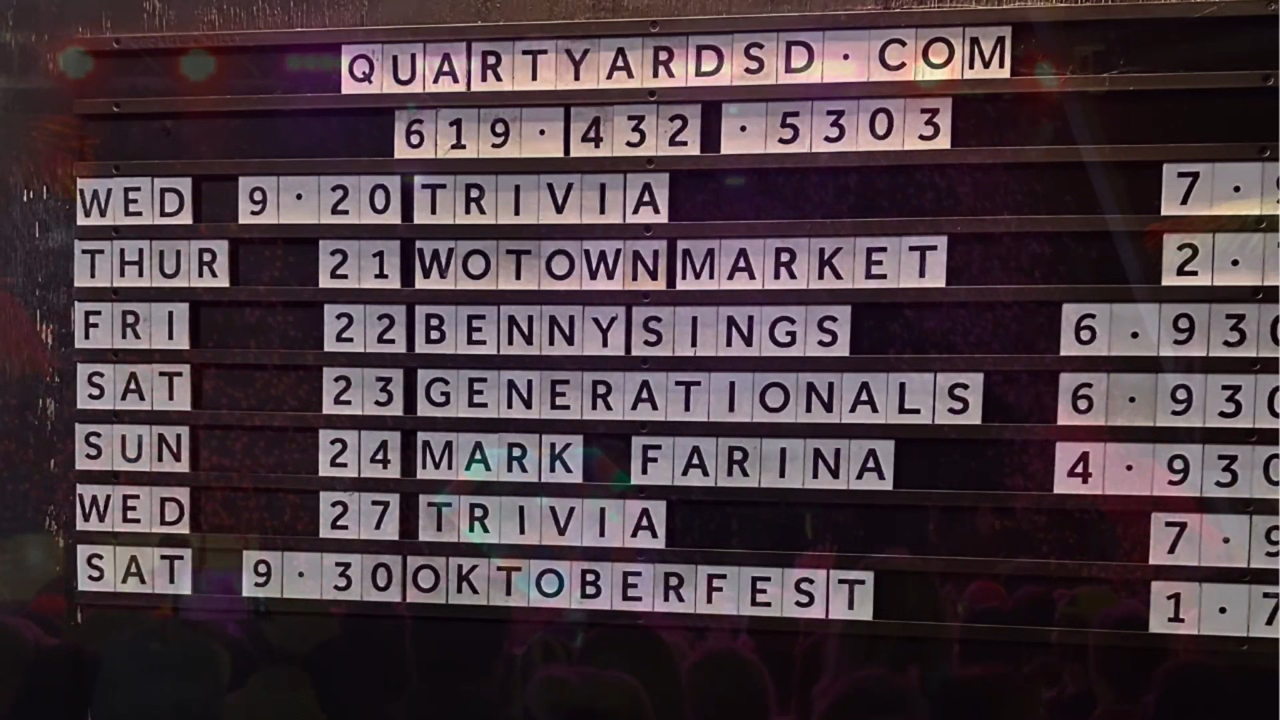 QUARTYARDSD·COM
619·432·5303
WED 9·20 TRIVIA 7·
THUR 21 WOTOWN MARKET 2·
FRI 22 BENNY SINGS 6·930
SAT 23 GENERATIONALS 6·930
SUN 24 MARK FARINA 4·930
WED 27 TRIVIA 7·9
SAT 9·30 OKTOBERFEST 1·7